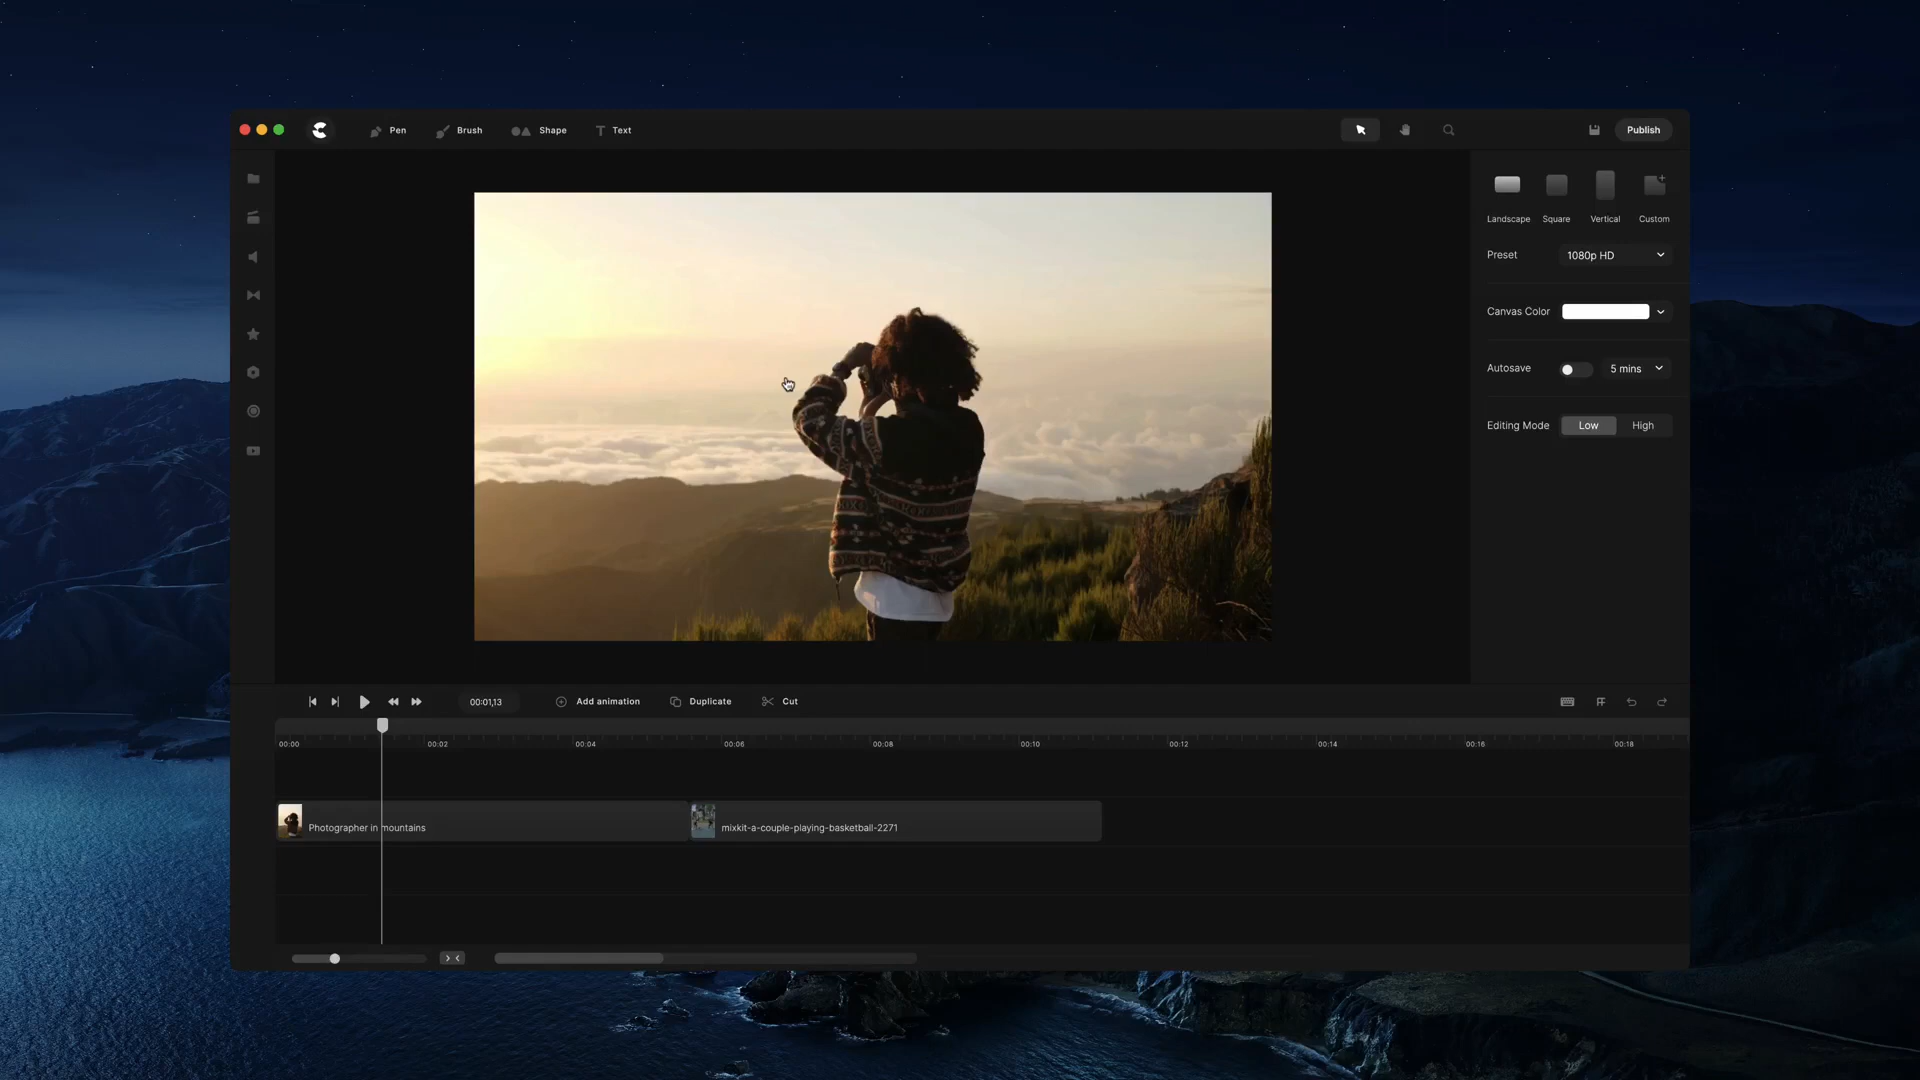 Pen Brush Shape Text Publish
Landscape Square Vertical Custom
Preset 1080p HD
Canvas Color
Autosave 5 mins
Editing Mode Low High
00:01,13 Add animation Duplicate Cut
00:00 00:02 00:04 00:06 00:08 00:10 00:12 00:14 00:16 00:18
Photographer in mountains mixkit-a-couple-playing-basketball-2271